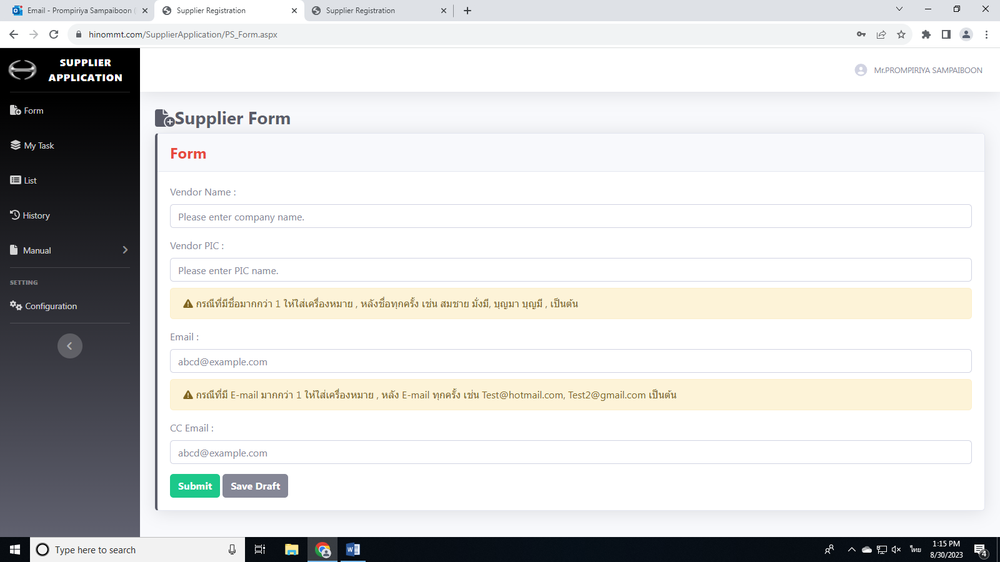 Email - Prompiriya Sampaiboon (
Supplier Registration
Supplier Registration
hinommt.com/SupplierApplication/PS_Form.aspx
SUPPLIER
APPLICATION
Mr.PROMPIRIYA SAMPAIBOON
Form
My Task
List
History
Manual
SETTING
Configuration
Supplier Form
Form
Vendor Name :
Please enter company name.
Vendor PIC :
Please enter PIC name.
กรณีที่มีชื่อมากกว่า 1 ให้ใส่เครื่องหมาย , หลังชื่อทุกครั้ง เช่น สมชาย มั่งมี, บุญมา บุญมี , เป็นต้น
Email :
abcd@example.com
กรณีที่มี E-mail มากกว่า 1 ให้ใส่เครื่องหมาย , หลัง E-mail ทุกครั้ง เช่น Test@hotmail.com, Test2@gmail.com เป็นต้น
CC Email :
abcd@example.com
Submit
Save Draft
Type here to search
ไทย
1:15 PM
8/30/2023
4